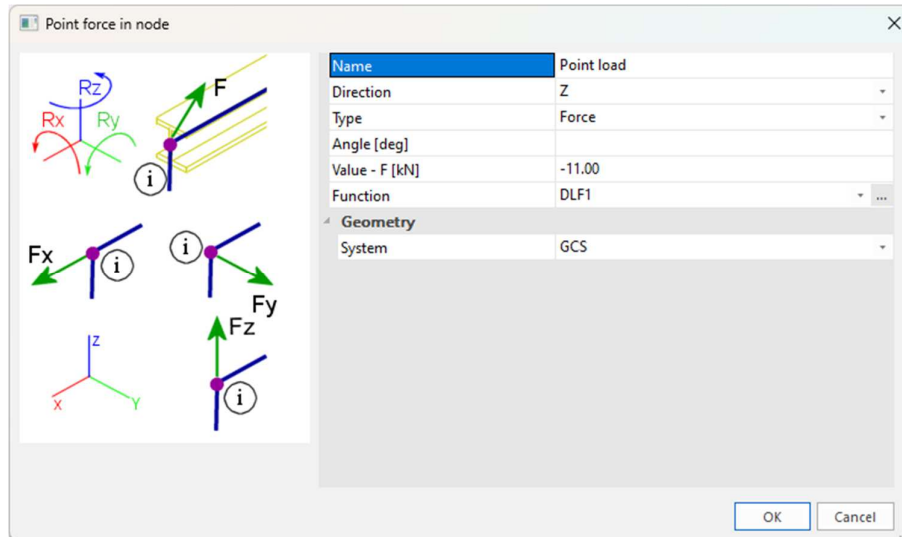 Point force in node
Rz
Rx
Ry
F
i
Fx
i
i
Fy
Fz
z
x
Y
i
Name Point load
Direction Z
Type Force
Angle [deg]
Value - F [kN] -11.00
Function DLF1 ...
Geometry
System GCS
OK Cancel